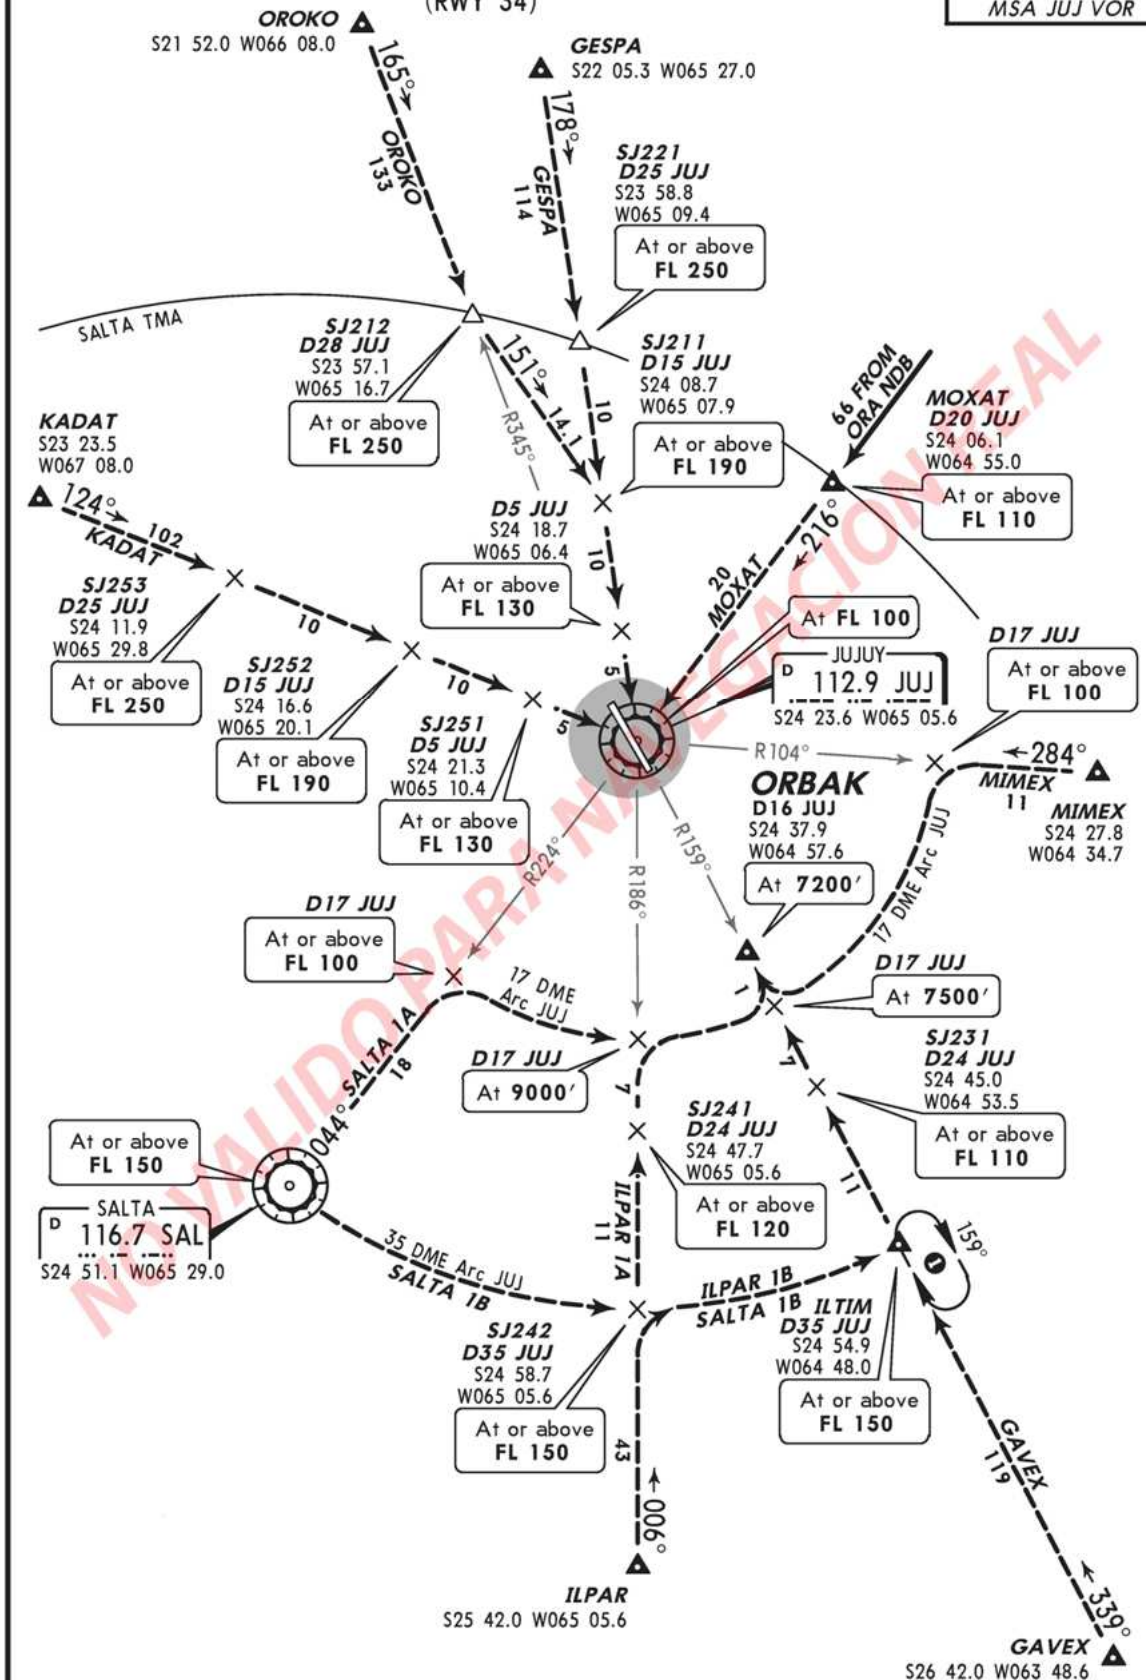 (RWY 34)
MSA JUJ VOR
OROKO
S21 52.0 W066 08.0
165°
OROKO
133
GESPA
S22 05.3 W065 27.0
178°
GESPA
114
SJ221
D25 JUJ
S23 58.8
W065 09.4
At or above
FL 250
SALTA TMA
SJ212
D28 JUJ
S23 57.1
W065 16.7
At or above
FL 250
151°
14.1
R345°
10
SJ211
D15 JUJ
S24 08.7
W065 07.9
At or above
FL 190
66 FROM
ORA NDB
MOXAT
D20 JUJ
S24 06.1
W064 55.0
At or above
FL 110
216°
20
MOXAT
KADAT
S23 23.5
W067 08.0
124°
102
KADAT
D5 JUJ
S24 18.7
W065 06.4
At or above
FL 130
10
5
SJ253
D25 JUJ
S24 11.9
W065 29.8
At or above
FL 250
10
SJ252
D15 JUJ
S24 16.6
W065 20.1
At or above
FL 190
10
SJ251
D5 JUJ
S24 21.3
W065 10.4
At or above
FL 130
5
At FL 100
JUJUY
D 112.9 JUJ
S24 23.6 W065 05.6
D17 JUJ
At or above
FL 100
R104°
284°
MIMEX
11
MIMEX
S24 27.8
W064 34.7
17 DME Arc JUJ
ORBAK
D16 JUJ
S24 37.9
W064 57.6
At 7200'
R159°
R186°
R224°
D17 JUJ
At or above
FL 100
17 DME
Arc JUJ
D17 JUJ
At 9000'
D17 JUJ
At 7500'
1
7
7
SJ231
D24 JUJ
S24 45.0
W064 53.5
At or above
FL 110
SJ241
D24 JUJ
S24 47.7
W065 05.6
At or above
FL 120
SALTA 1A
18
044°
At or above
FL 150
SALTA
D 116.7 SAL
S24 51.1 W065 29.0
35 DME Arc JUJ
SALTA 1B
ILPAR 1A
11
11
159°
ILPAR 1B
SALTA 1B
SJ242
D35 JUJ
S24 58.7
W065 05.6
At or above
FL 150
ILTIM
D35 JUJ
S24 54.9
W064 48.0
At or above
FL 150
43
006°
ILPAR
S25 42.0 W065 05.6
GAVEX
119
339°
GAVEX
S26 42.0 W063 48.6
NO VALIDO PARA NAVEGACION REAL